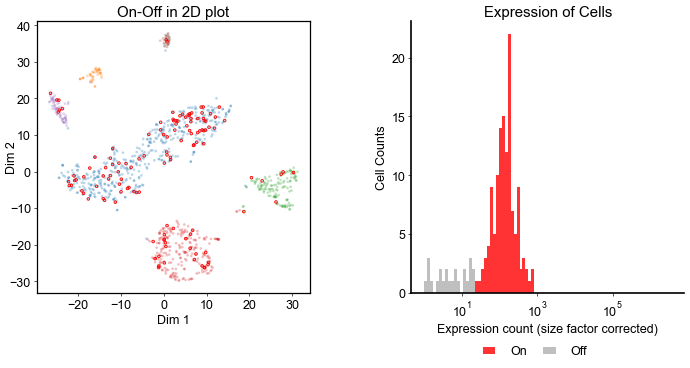 On-Off in 2D plot
40
30
20
10
0
−10
−20
−30
Dim 2
−20 −10 0 10 20 30
Dim 1
Expression of Cells
20
15
10
5
0
Cell Counts
10^1 10^3 10^5
Expression count (size factor corrected)
On Off